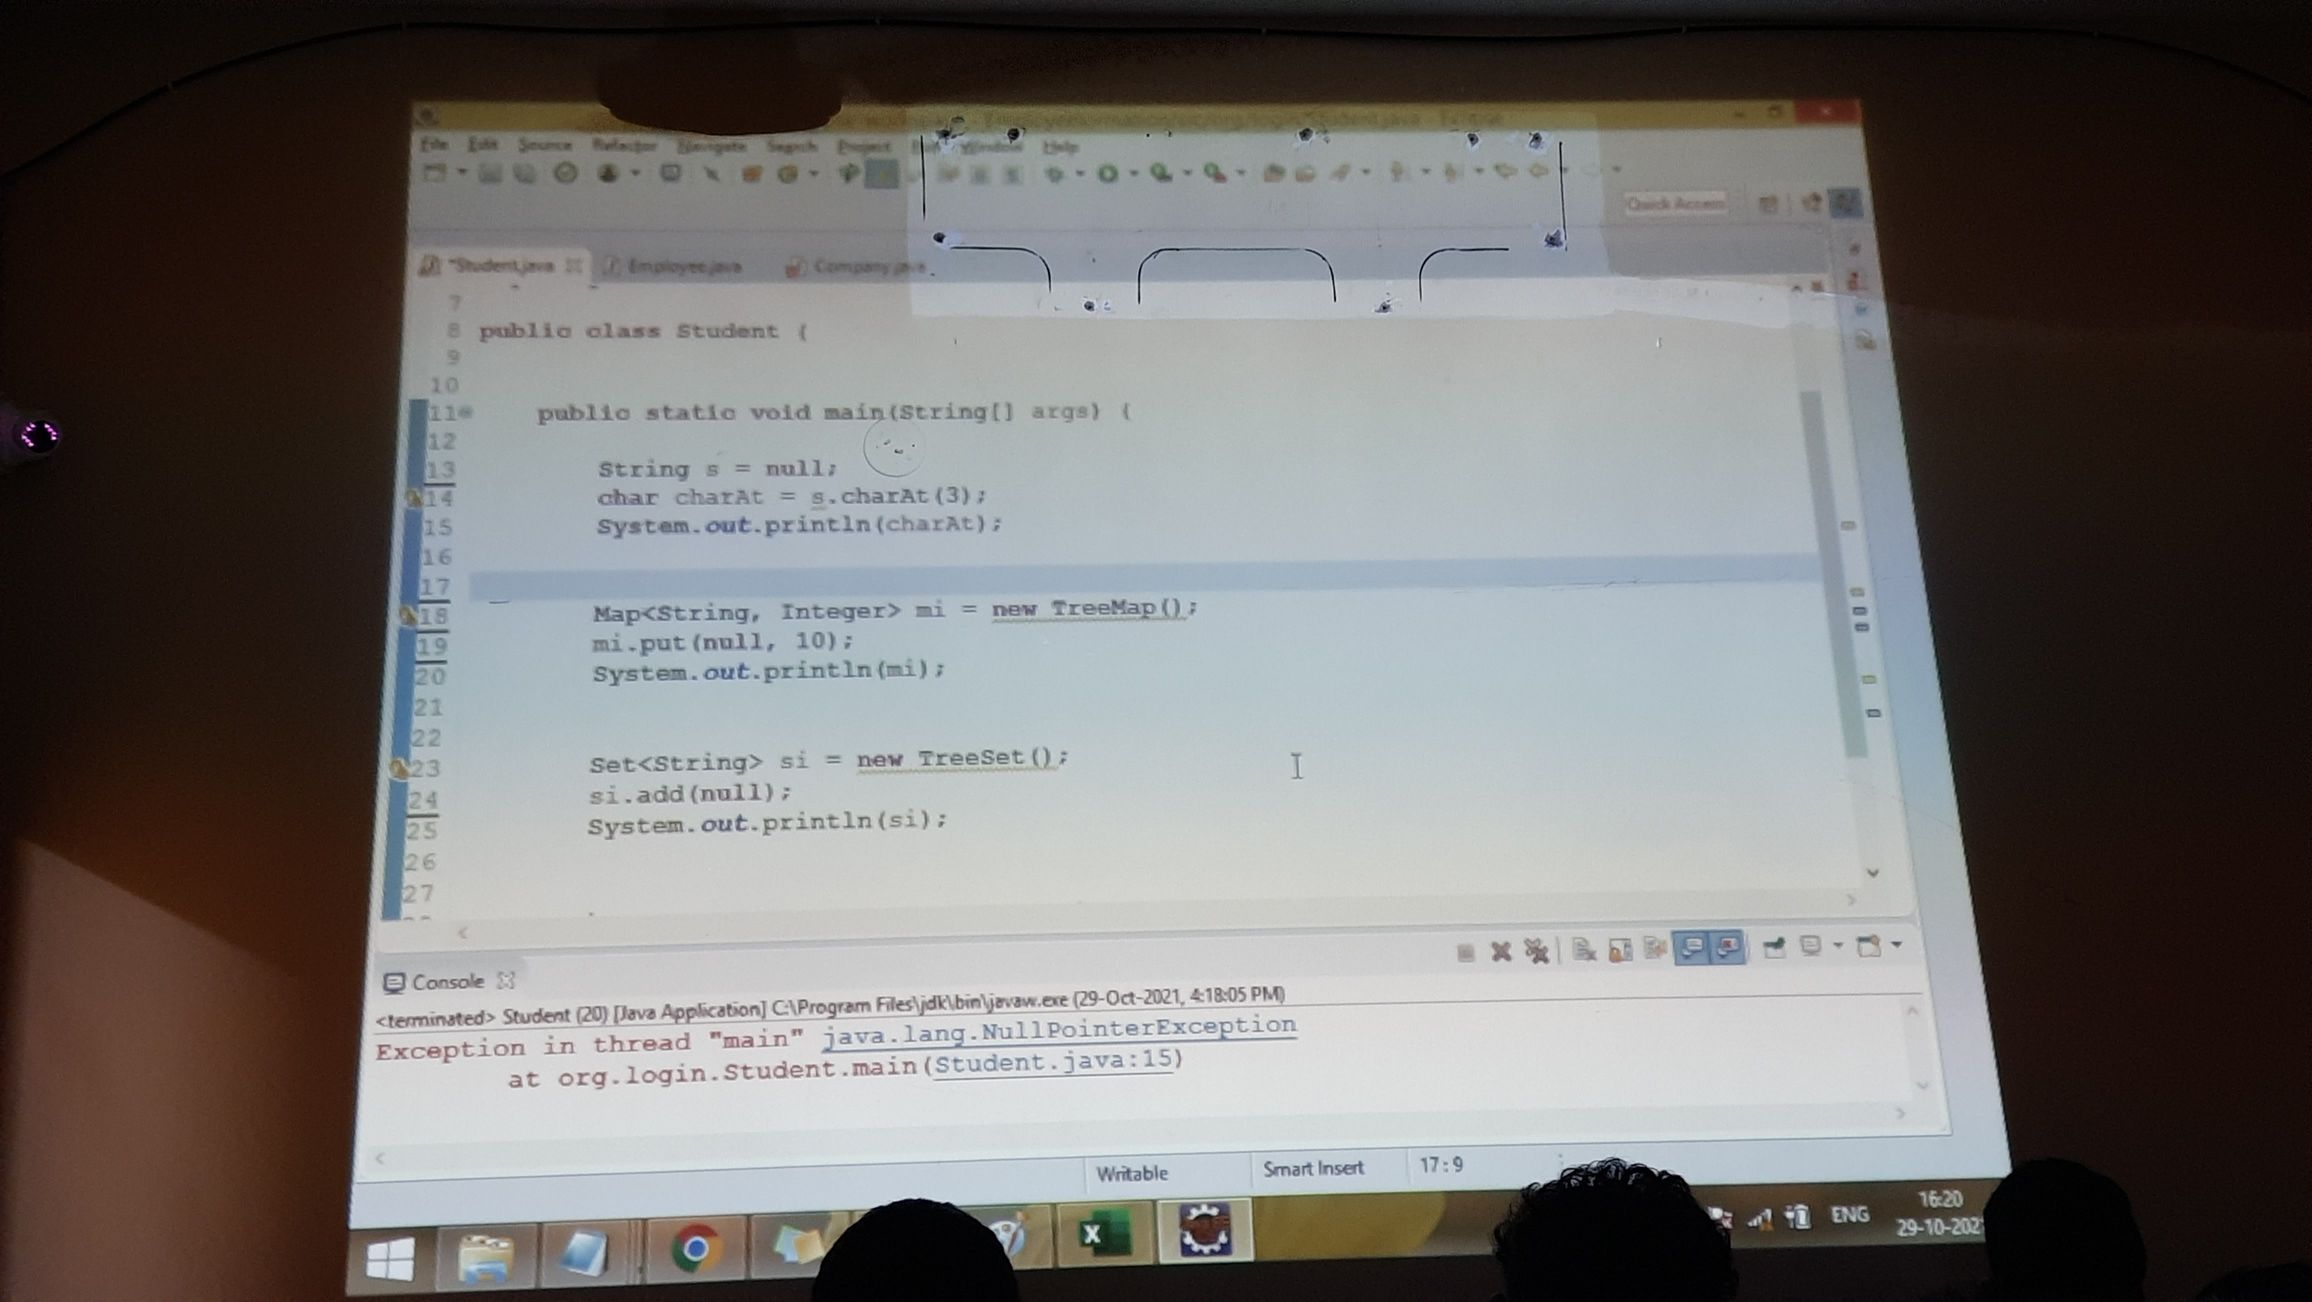 File Edit Source Refactor Navigate Search Project Window Help
Quick Access
*Student.java Employee.java Company.java
7
8 public class Student {
9
10
11 public static void main(String[] args) {
12
13 String s = null;
14 char charAt = s.charAt(3);
15 System.out.println(charAt);
16
17
18 Map<String, Integer> mi = new TreeMap();
19 mi.put(null, 10);
20 System.out.println(mi);
21
22
23 Set<String> si = new TreeSet();
24 si.add(null);
25 System.out.println(si);
26
27
Console
<terminated> Student (20) [Java Application] C:\Program Files\jdk\bin\javaw.exe (29-Oct-2021, 4:18:05 PM)
Exception in thread "main" java.lang.NullPointerException
at org.login.Student.main(Student.java:15)
Writable Smart Insert 17:9
ENG 16:20
29-10-202